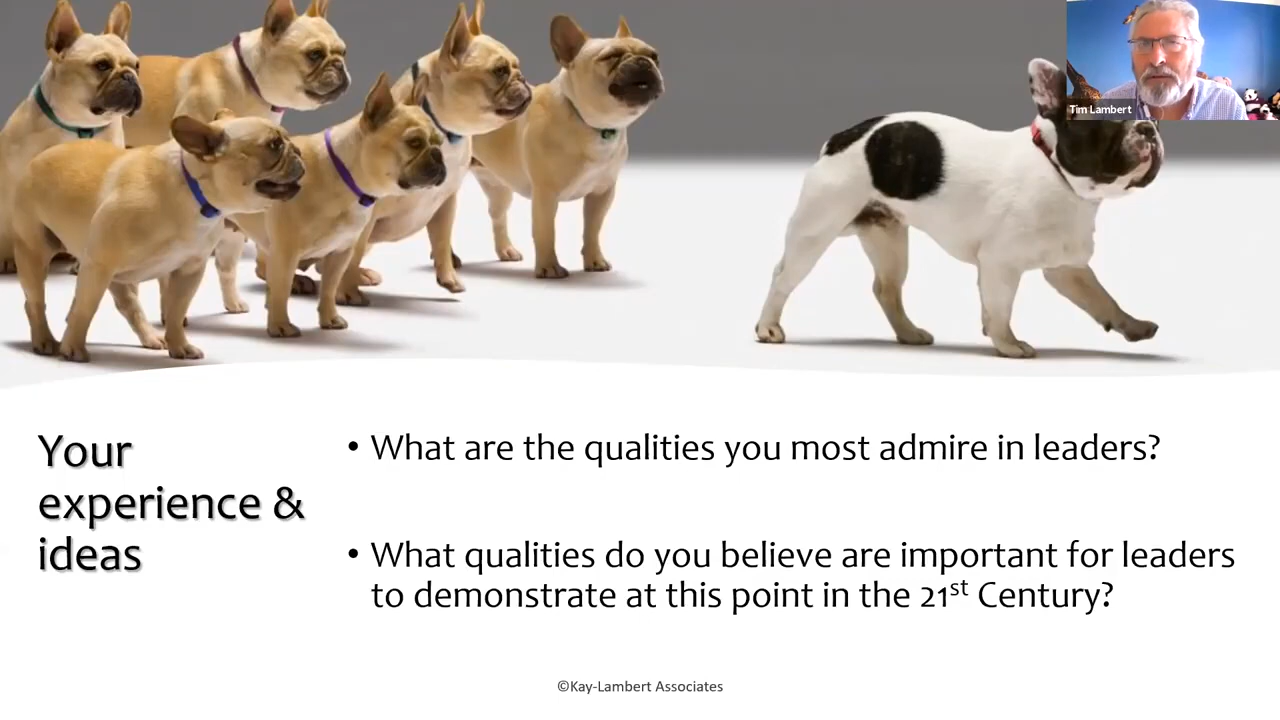 Tim Lambert
Your
experience &
ideas
• What are the qualities you most admire in leaders?
• What qualities do you believe are important for leaders
to demonstrate at this point in the 21st Century?
©Kay-Lambert Associates